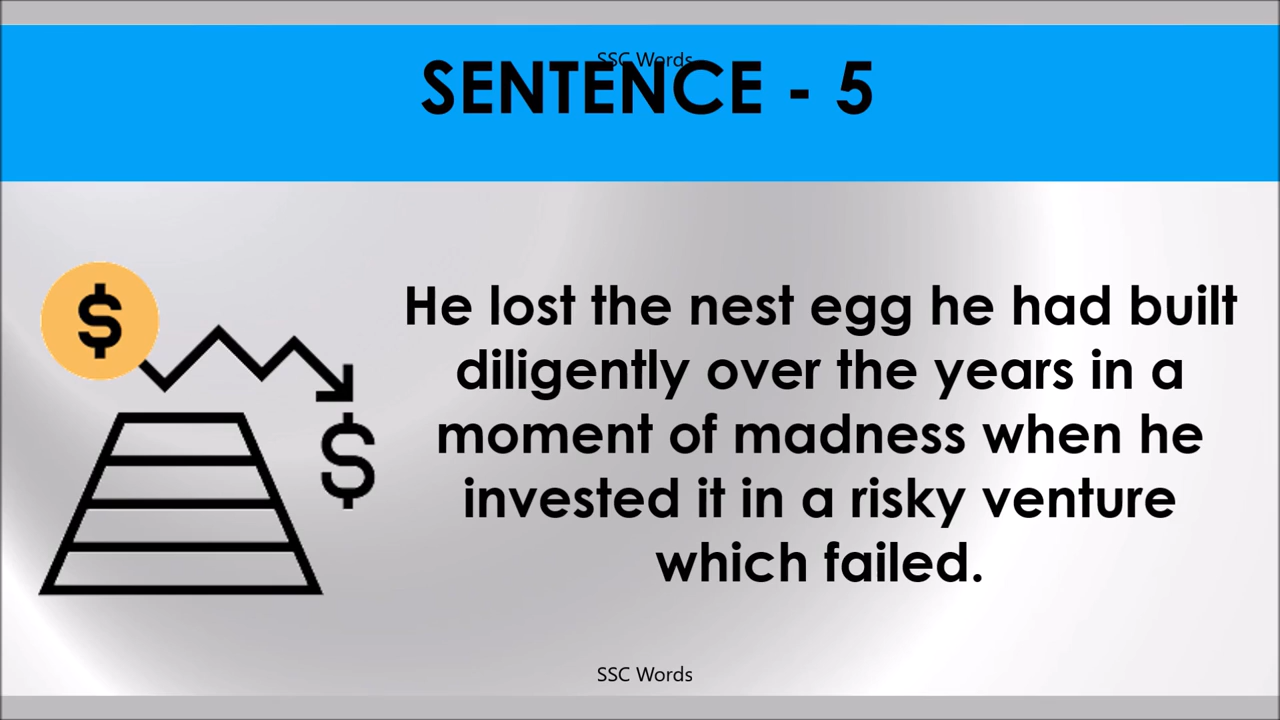 SSC Words
SENTENCE - 5
$
He lost the nest egg he had built
diligently over the years in a
moment of madness when he
invested it in a risky venture
which failed.
$
SSC Words